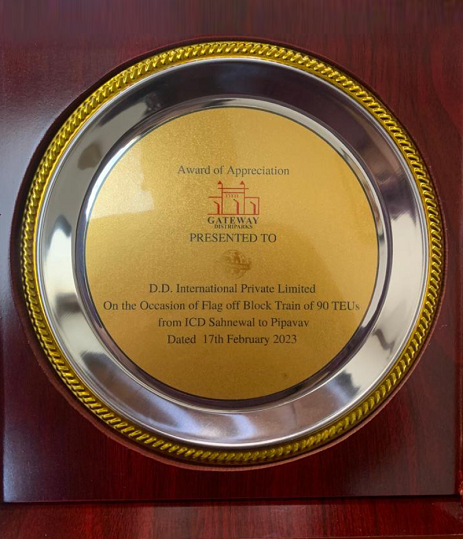 Award of Appreciation
GATEWAY
DISTRIPARKS
PRESENTED TO
D.D. International Private Limited
On the Occasion of Flag off Block Train of 90 TEUs
from ICD Sahnewal to Pipavav
Dated 17th February 2023